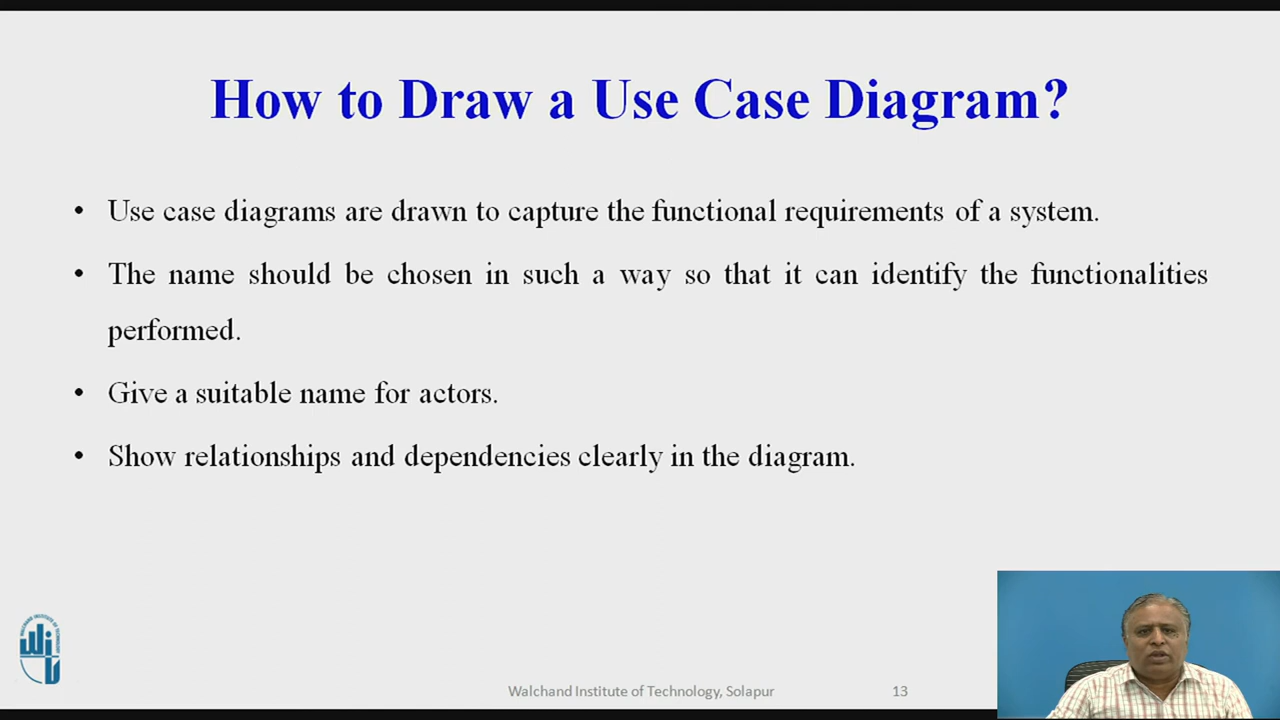 How to Draw a Use Case Diagram?
• Use case diagrams are drawn to capture the functional requirements of a system.
• The name should be chosen in such a way so that it can identify the functionalities
performed.
• Give a suitable name for actors.
• Show relationships and dependencies clearly in the diagram.
Walchand Institute of Technology, Solapur
13